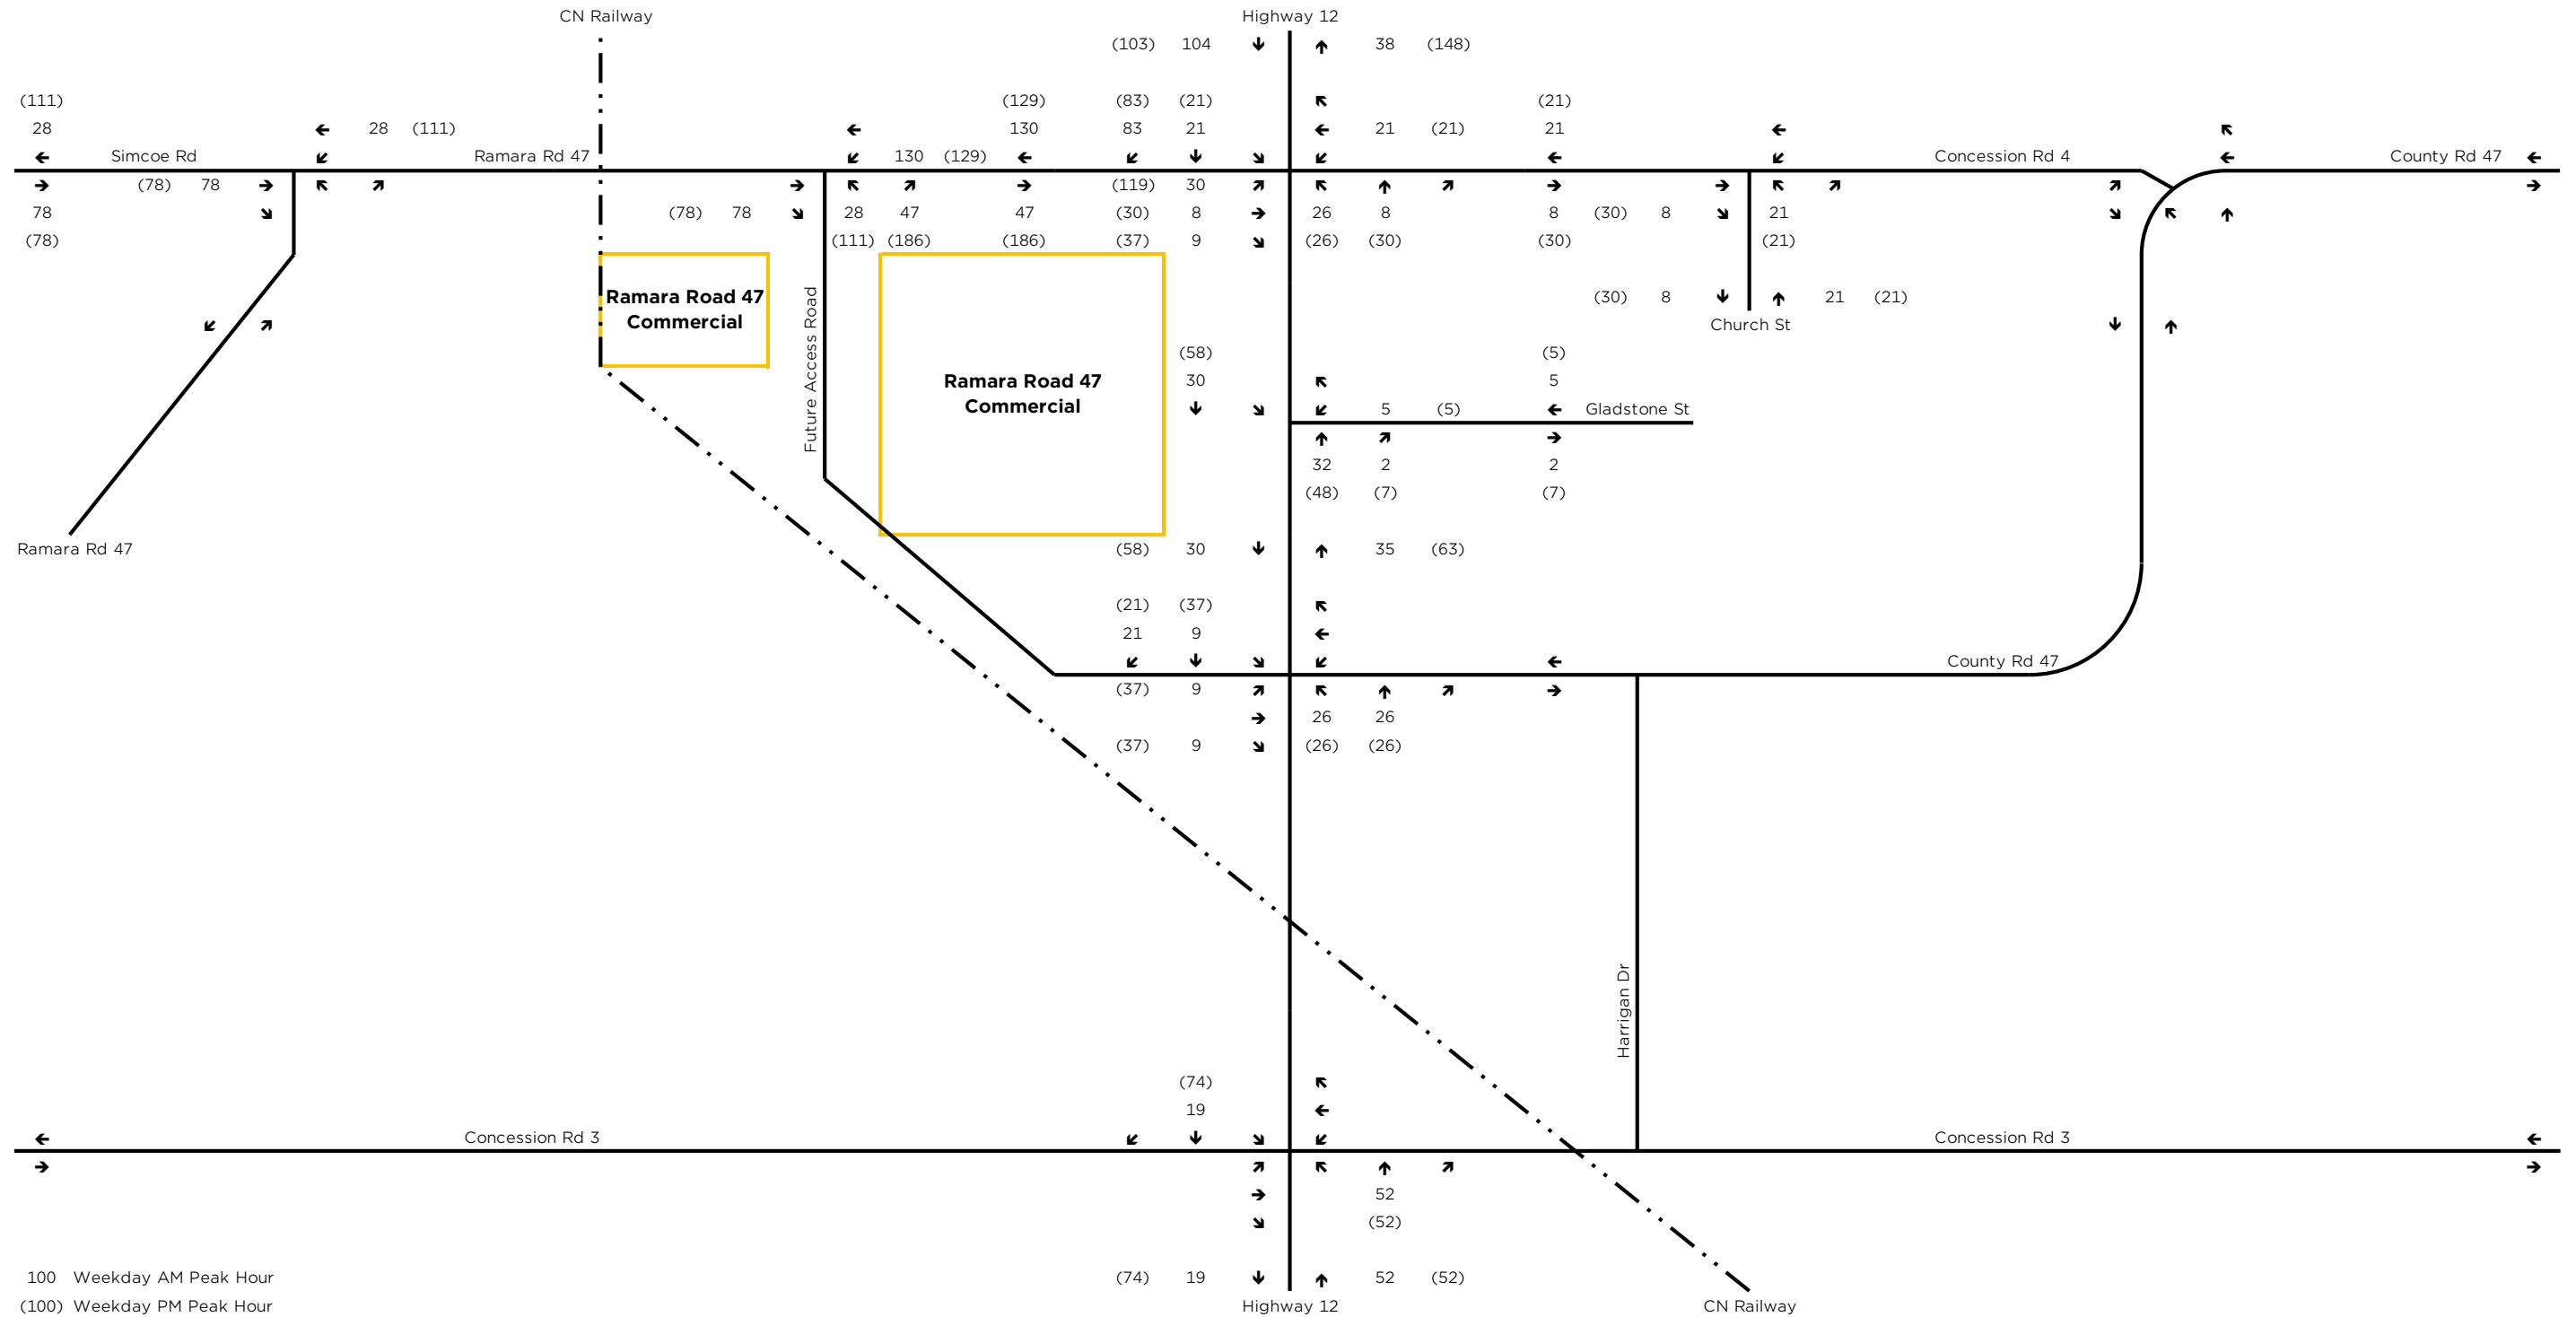 CN Railway Highway 12
(103) 104 38 (148)
(111) (129) (83) (21) (21)
28 28 (111) 130 83 21 21 (21) 21
Simcoe Rd Ramara Rd 47 130 (129) Concession Rd 4 County Rd 47
(78) 78 (119) 30
78 (78) 78 28 47 47 (30) 8 26 8 8 (30) 8 21
(78) (111) (186) (186) (37) 9 (26) (30) (30) (21)
Ramara Road 47
Commercial
(30) 8 21 (21)
Church St
Future Access Road
(58) (5)
Ramara Road 47
Commercial
30 5
5 (5) Gladstone St
32 2 2
(48) (7) (7)
Ramara Rd 47 (58) 30 35 (63)
(21) (37)
21 9
County Rd 47
(37) 9
26 26
(37) 9 (26) (26)
Harrigan Dr
(74)
19
Concession Rd 3 Concession Rd 3
52
(52)
100 Weekday AM Peak Hour (74) 19 52 (52)
(100) Weekday PM Peak Hour Highway 12 CN Railway